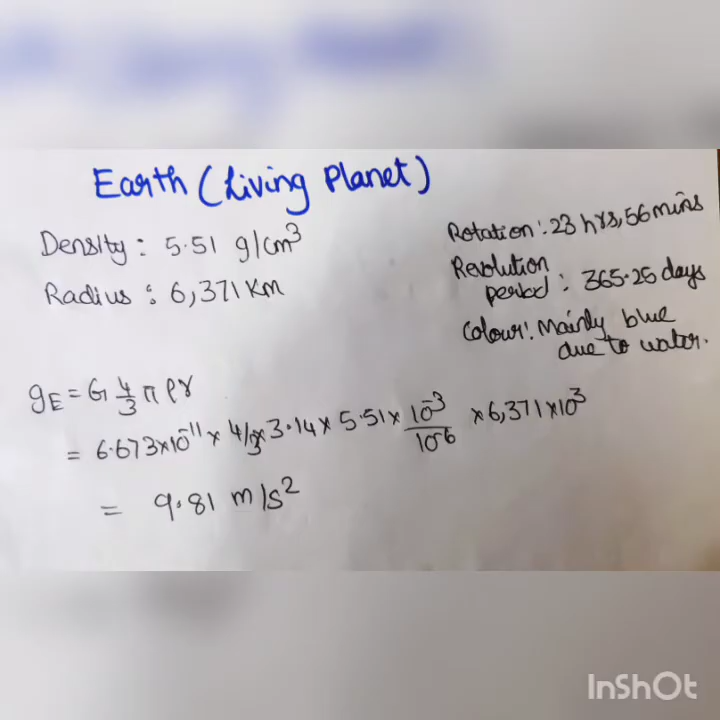 Earth (Living Planet)
Density : 5.51 g/cm³
Radius : 6,371 Km
Rotation : 23 hrs, 56 mins
Revolution
period : 365.25 days
Colour : Mainly blue
due to water.
gE = G 4/3 π ρ r
= 6.673×10⁻¹¹ × 4/3 × 3.14 × 5.51 × 10⁻³/10⁻⁶ × 6,371×10³
= 9.81 m/s²
InShOt